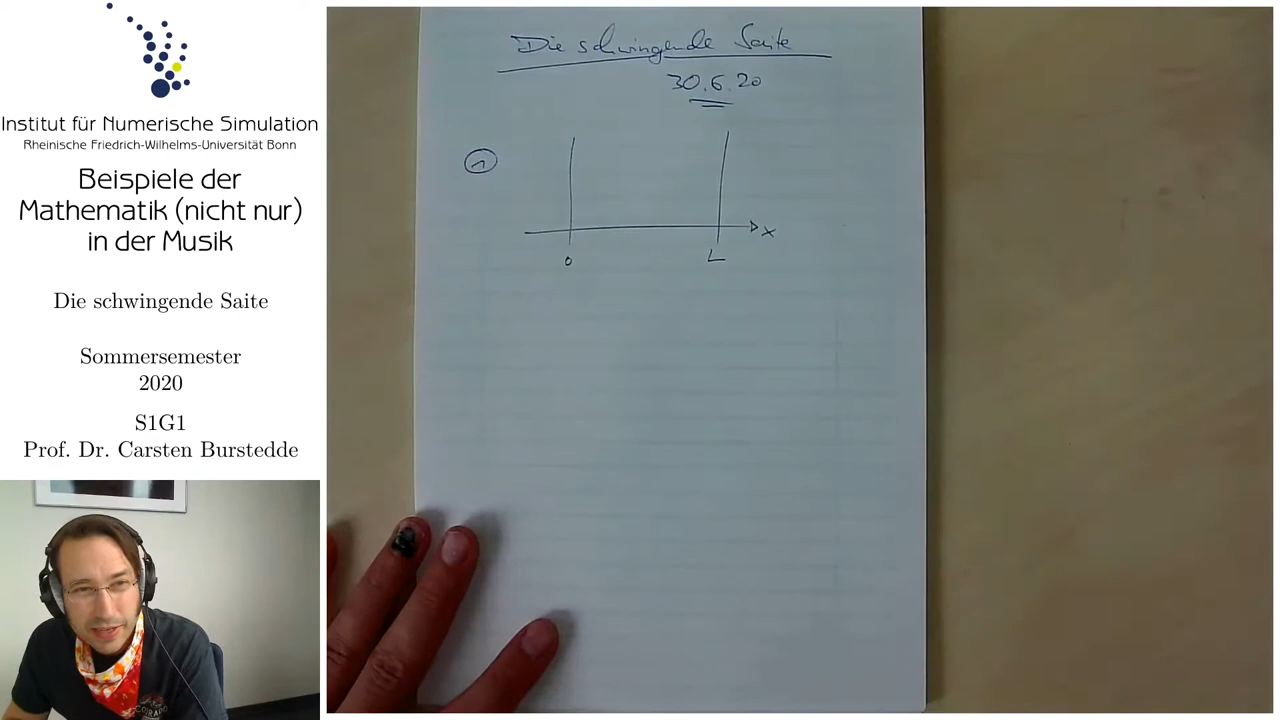 Institut für Numerische Simulation
Rheinische Friedrich-Wilhelms-Universität Bonn
Beispiele der
Mathematik (nicht nur)
in der Musik
Die schwingende Saite
Sommersemester
2020
S1G1
Prof. Dr. Carsten Burstedde
Die schwingende Saite
30.6.20
1
x
0 L